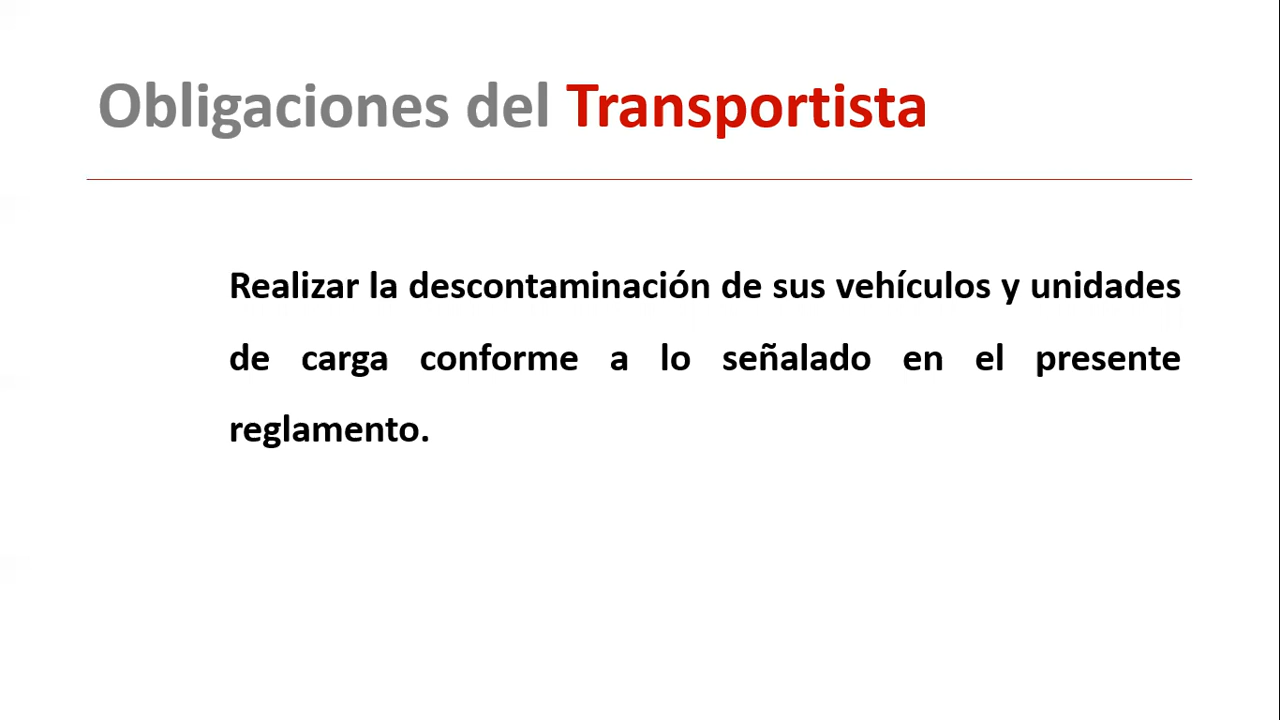 Obligaciones del Transportista
Realizar la descontaminación de sus vehículos y unidades
de carga conforme a lo señalado en el presente
reglamento.